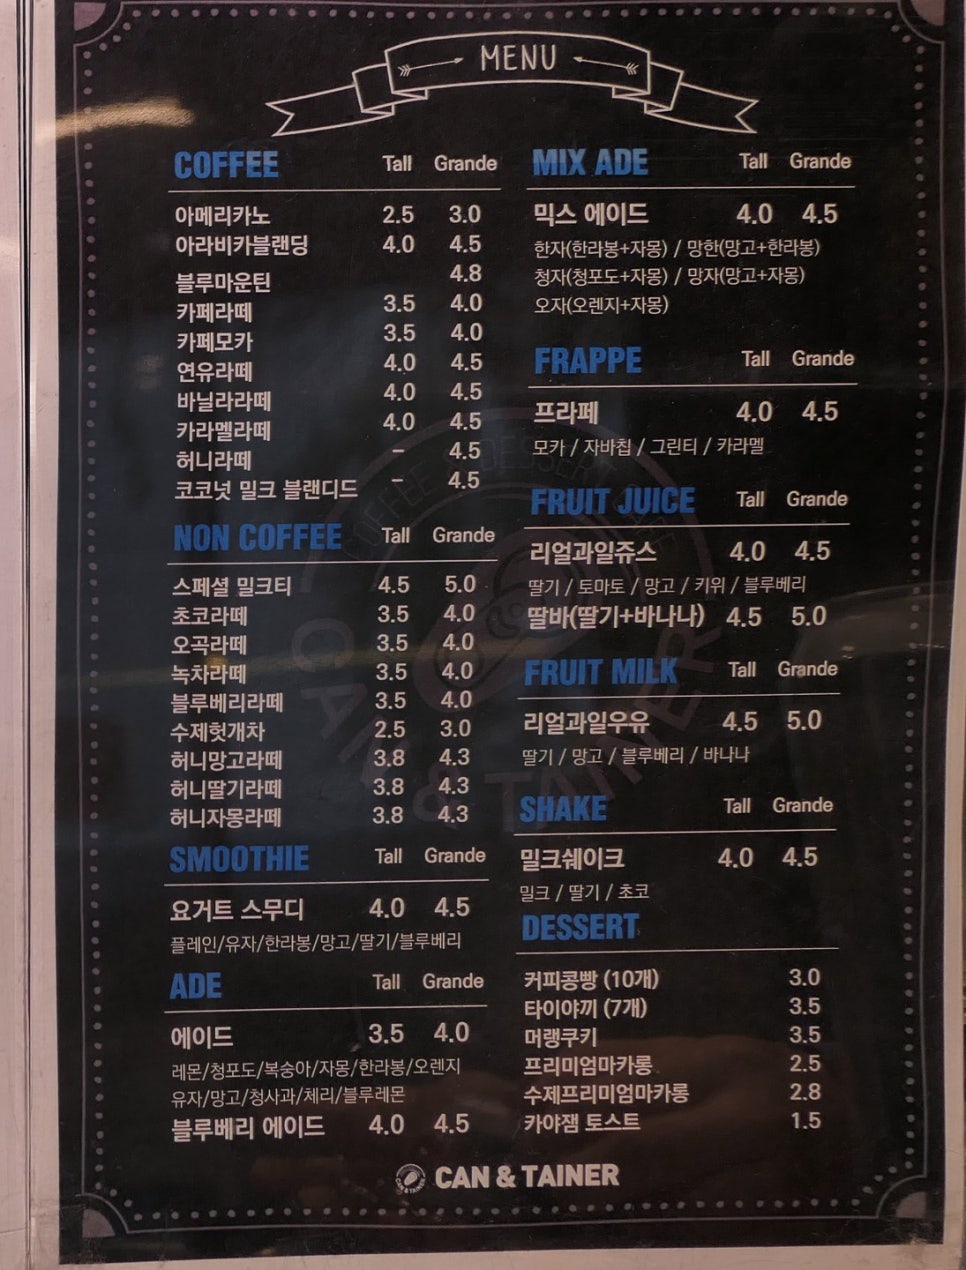 MENU
COFFEE Tall Grande
아메리카노 2.5 3.0
아라비카블랜딩 4.0 4.5
블루마운틴 4.8
카페라떼 3.5 4.0
카페모카 3.5 4.0
연유라떼 4.0 4.5
바닐라라떼 4.0 4.5
카라멜라떼 4.0 4.5
허니라떼 – 4.5
코코넛 밀크 블랜디드 – 4.5
NON COFFEE Tall Grande
스페셜 밀크티 4.5 5.0
초코라떼 3.5 4.0
오곡라떼 3.5 4.0
녹차라떼 3.5 4.0
블루베리라떼 3.5 4.0
수제헛개차 2.5 3.0
허니망고라떼 3.8 4.3
허니딸기라떼 3.8 4.3
허니자몽라떼 3.8 4.3
SMOOTHIE Tall Grande
요거트 스무디 4.0 4.5
플레인/유자/한라봉/망고/딸기/블루베리
ADE Tall Grande
에이드 3.5 4.0
레몬/청포도/복숭아/자몽/한라봉/오렌지
유자/망고/청사과/체리/블루레몬
블루베리 에이드 4.0 4.5
MIX ADE Tall Grande
믹스 에이드 4.0 4.5
한자(한라봉+자몽) / 망한(망고+한라봉)
청자(청포도+자몽) / 망자(망고+자몽)
오자(오렌지+자몽)
FRAPPE Tall Grande
프라페 4.0 4.5
모카 / 자바칩 / 그린티 / 카라멜
FRUIT JUICE Tall Grande
리얼과일쥬스 4.0 4.5
딸기 / 토마토 / 망고 / 키위 / 블루베리
딸바(딸기+바나나) 4.5 5.0
FRUIT MILK Tall Grande
리얼과일우유 4.5 5.0
딸기 / 망고 / 블루베리 / 바나나
SHAKE Tall Grande
밀크쉐이크 4.0 4.5
밀크 / 딸기 / 초코
DESSERT
커피콩빵 (10개) 3.0
타이야끼 (7개) 3.5
머랭쿠키 3.5
프리미엄마카롱 2.5
수제프리미엄마카롱 2.8
카야잼 토스트 1.5
CAN & TAINER
CAN & TAINER